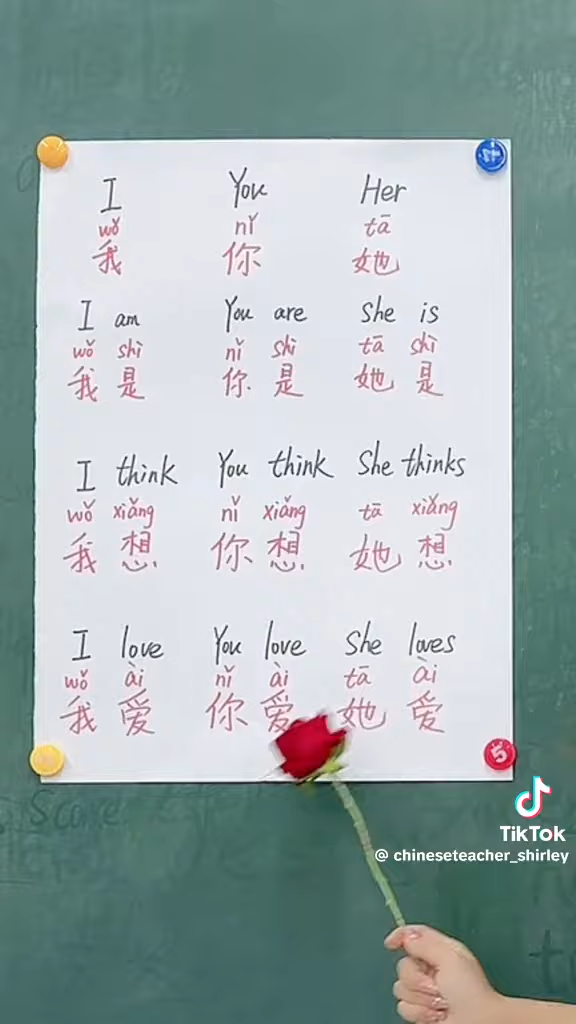 I You Her
wǒ nǐ tā
我 你 她
I am You are She is
wǒ shì nǐ shì tā shì
我 是 你 是 她 是
I think You think She thinks
wǒ xiǎng nǐ xiǎng tā xiǎng
我 想 你 想 她 想
I love You love She loves
wǒ ài nǐ ài tā ài
我 爱 你 爱 她 爱
5
Scame
TikTok
@ chineseteacher_shirley